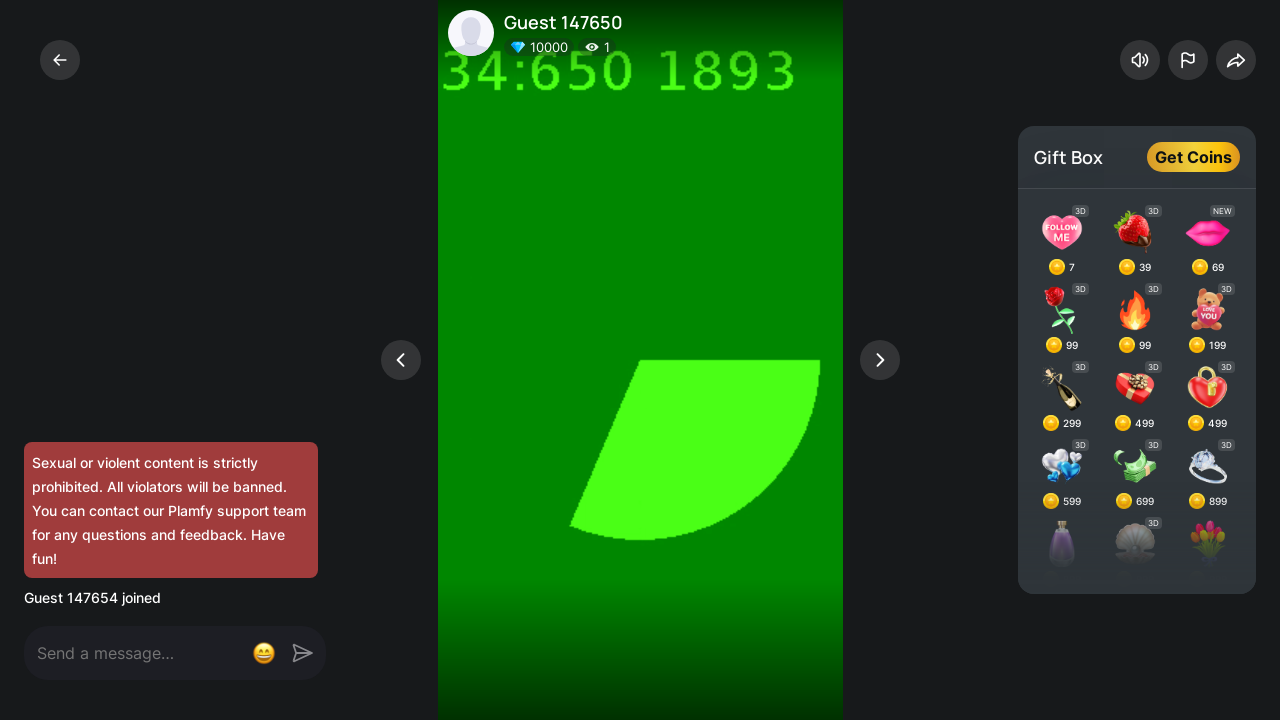 Guest 147650
10000 1
34:650 1893
Gift Box
Get Coins
3D 3D NEW
FOLLOW
ME
7 39 69
3D 3D 3D
LOVE
YOU
99 99 199
3D 3D 3D
299 499 499
3D 3D 3D
599 699 899
3D
Sexual or violent content is strictly
prohibited. All violators will be banned.
You can contact our Plamfy support team
for any questions and feedback. Have
fun!
Guest 147654 joined
Send a message...